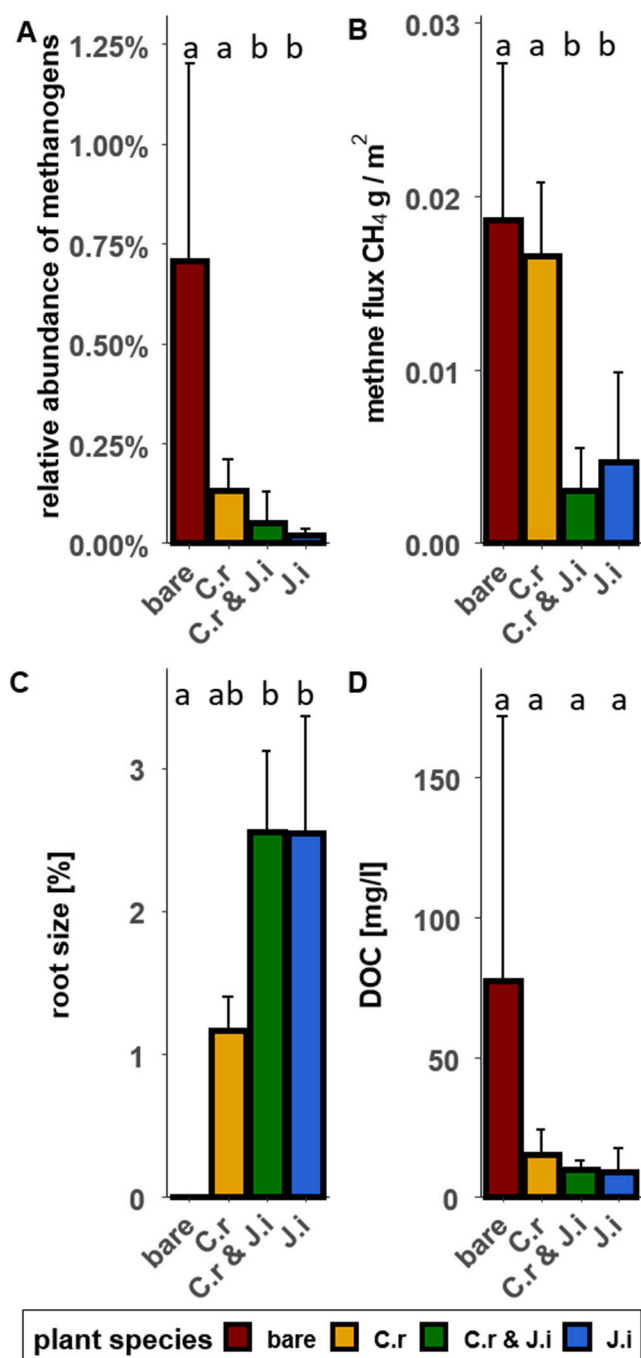 A
a a b b
relative abundance of methanogens
1.25%
1.00%
0.75%
0.50%
0.25%
0.00%
bare
C.r
C.r & J.i
J.i
B
a a b b
methne flux CH₄ g / m²
0.03
0.02
0.01
0.00
bare
C.r
C.r & J.i
J.i
C
a ab b b
root size [%]
3
2
1
0
bare
C.r
C.r & J.i
J.i
D
a a a a
DOC [mg/l]
150
100
50
0
bare
C.r
C.r & J.i
J.i
plant species bare C.r C.r & J.i J.i